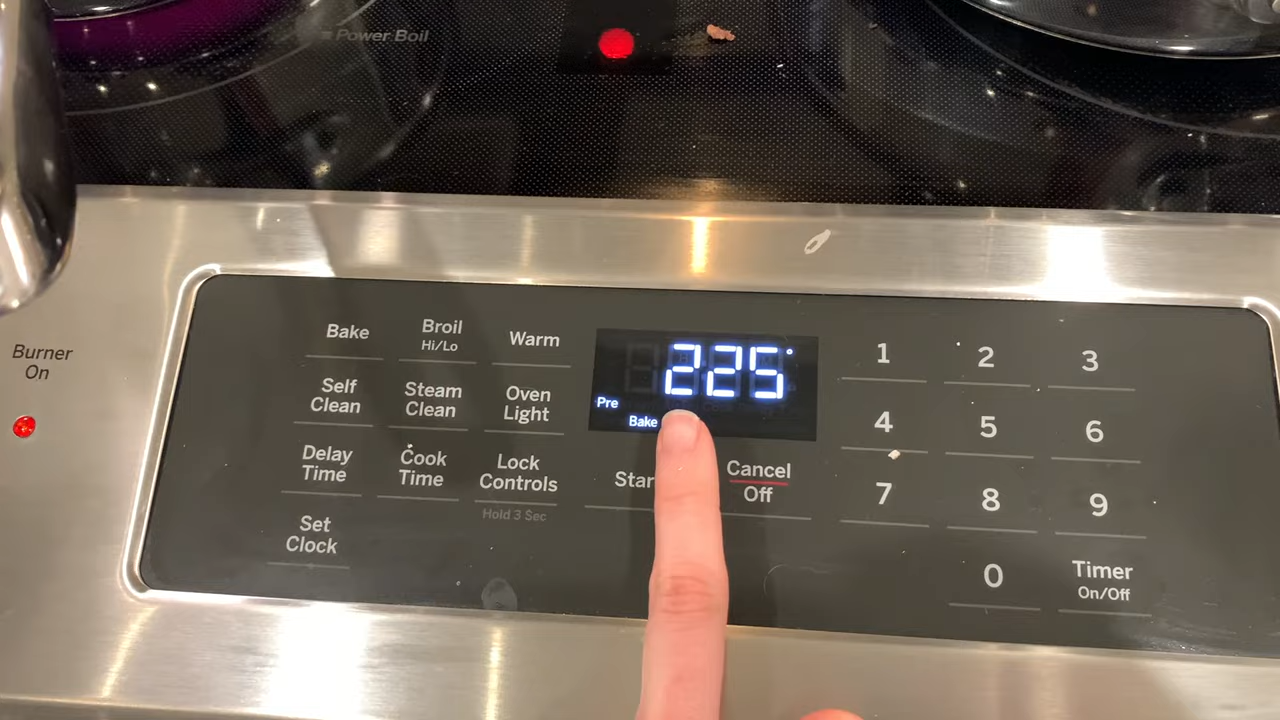 Power Boil
Burner
On
Bake
Broil
Hi/Lo
Warm
Self
Clean
Steam
Clean
Oven
Light
Delay
Time
Cook
Time
Lock
Controls
Hold 3 Sec
Set
Clock
225°
Pre
Bake
Star
Cancel
Off
1
2
3
4
5
6
7
8
9
0
Timer
On/Off